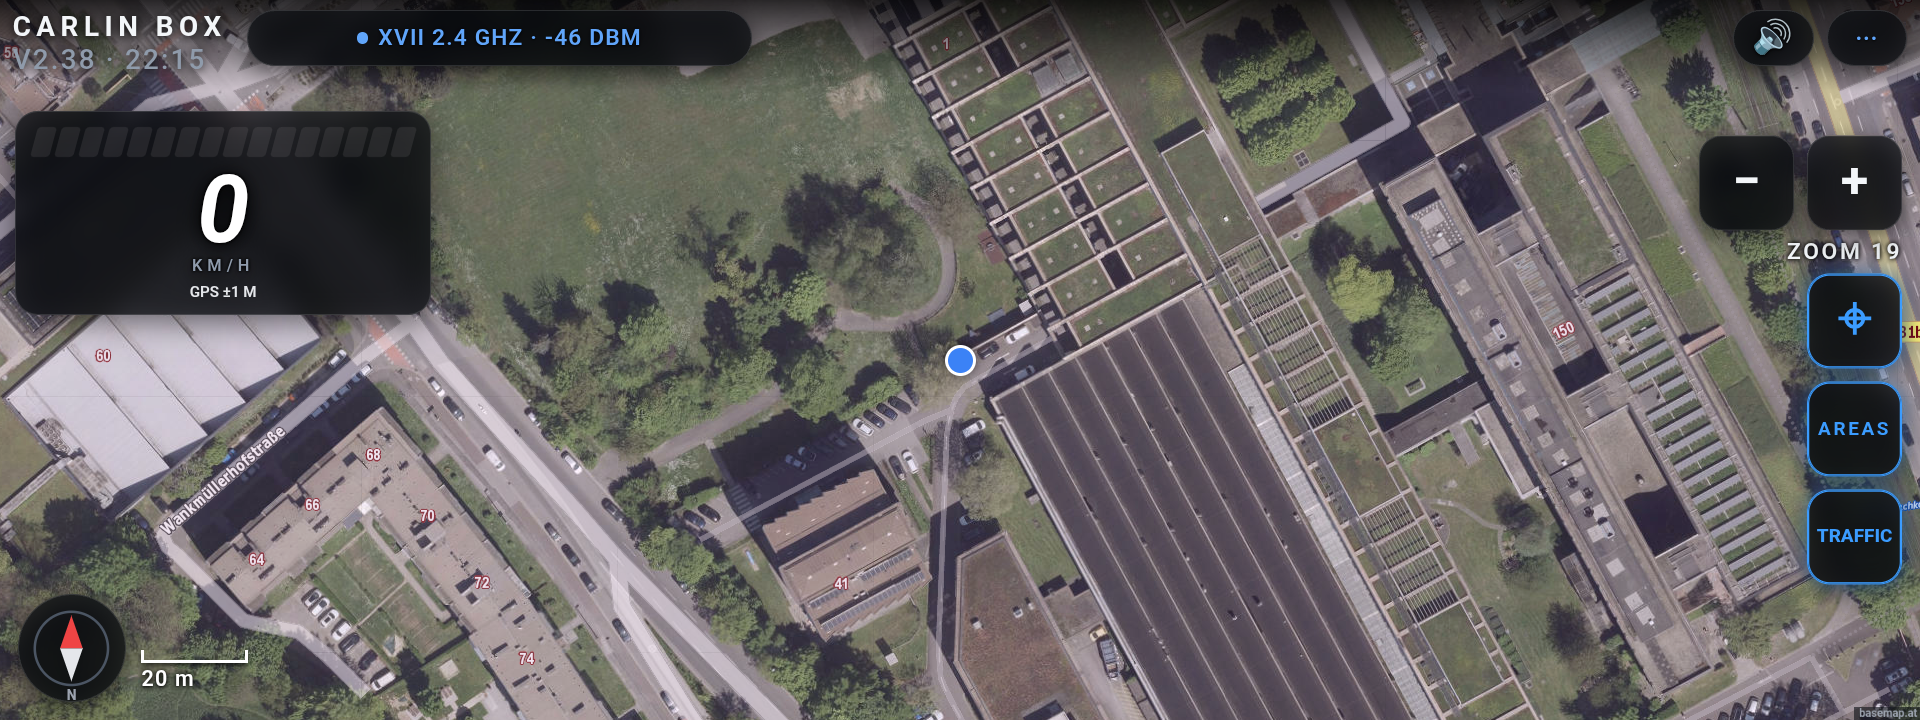 CARLIN BOX
V2.38 · 22:15
XVII 2.4 GHZ · -46 DBM
...
0
KM/H
GPS ±1 M
−
+
ZOOM 19
AREAS
TRAFFIC
1
150
60
Wankmüllerhofstraße
68
66
70
64
72
74
41
N
20 m
basemap.at